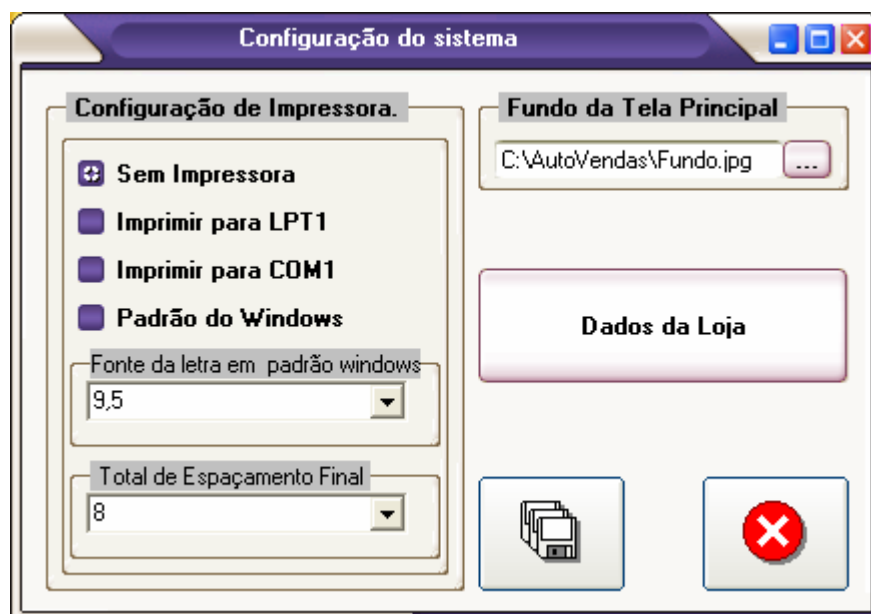 Configuração do sistema
Configuração de Impressora.
Sem Impressora
Imprimir para LPT1
Imprimir para COM1
Padrão do Windows
Fonte da letra em  padrão windows
9,5
Total de Espaçamento Final
8
Fundo da Tela Principal
C:\AutoVendas\Fundo.jpg
...
Dados da Loja